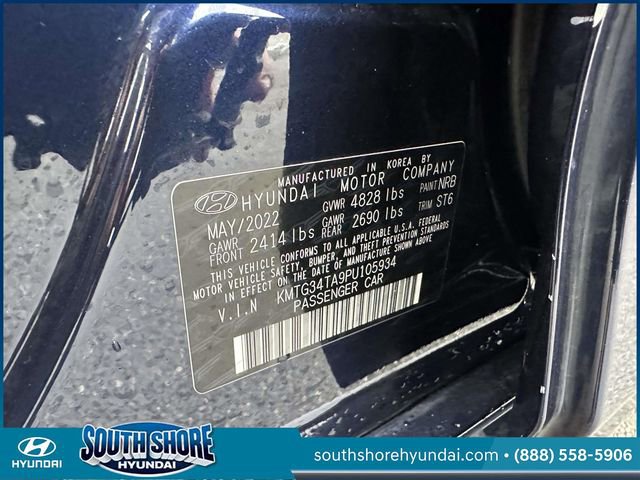 MANUFACTURED IN KOREA BY
HYUNDAI MOTOR COMPANY
MAY/2022 GVWR 4828 lbs PAINT NRB
GAWR FRONT 2414 lbs GAWR REAR 2690 lbs TRIM ST6
THIS VEHICLE CONFORMS TO ALL APPLICABLE U.S. FEDERAL
MOTOR VEHICLE SAFETY, BUMPER, AND THEFT PREVENTION STANDARDS
IN EFFECT ON THE DATE OF MANUFACTURE SHOWN ABOVE.
V.I.N KMTG34TA9PU105934
PASSENGER CAR
HYUNDAI
SOUTH SHORE
HYUNDAI
southshorehyundai.com • (888) 558-5906